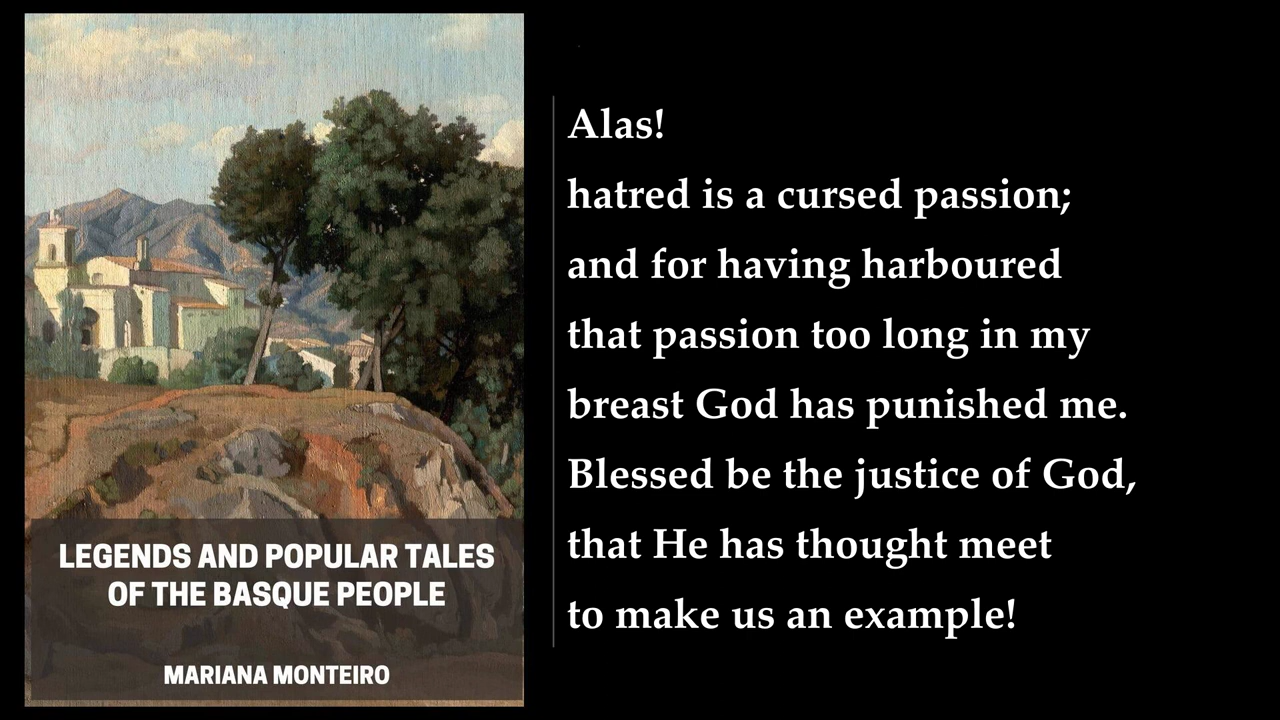 LEGENDS AND POPULAR TALES
OF THE BASQUE PEOPLE
MARIANA MONTEIRO
Alas!
hatred is a cursed passion;
and for having harboured
that passion too long in my
breast God has punished me.
Blessed be the justice of God,
that He has thought meet
to make us an example!